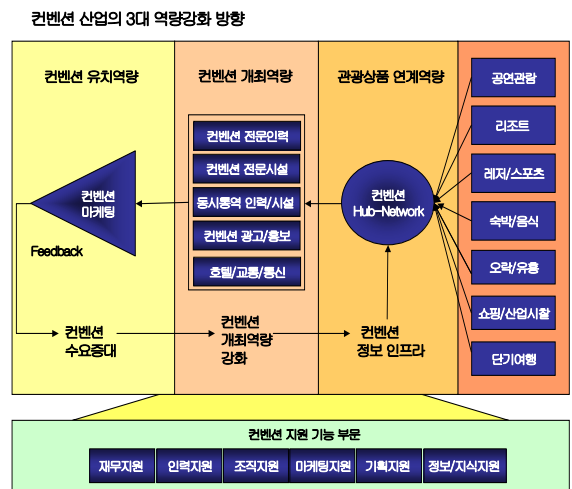 컨벤션 산업의 3대 역량강화 방향
컨벤션 유치역량
컨벤션 개최역량
관광상품 연계역량
컨벤션
마케팅
Feedback
컨벤션 전문인력
컨벤션 전문시설
동시통역 인력/시설
컨벤션 광고/홍보
호텔/교통/통신
컨벤션
Hub-Network
공연관람
리조트
레저/스포츠
숙박/음식
오락/유흥
쇼핑/산업시찰
단기여행
컨벤션
수요증대
컨벤션
개최역량
강화
컨벤션
정보 인프라
컨벤션 지원 기능 부문
재무지원
인력지원
조직지원
마케팅지원
기획지원
정보/지식지원